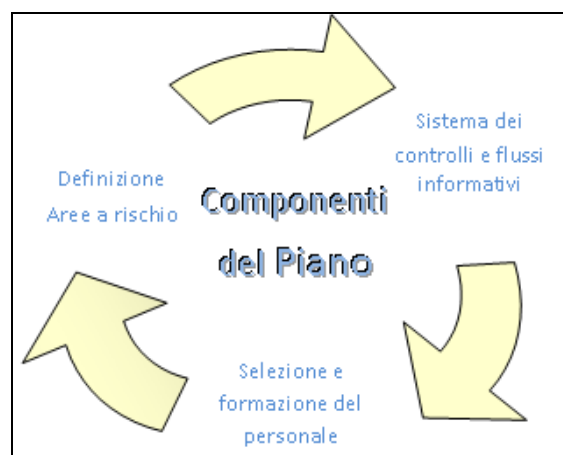 Sistema dei
controlli e flussi
informativi
Definizione
Aree a rischio
Componenti
del Piano
Selezione e
formazione del
personale